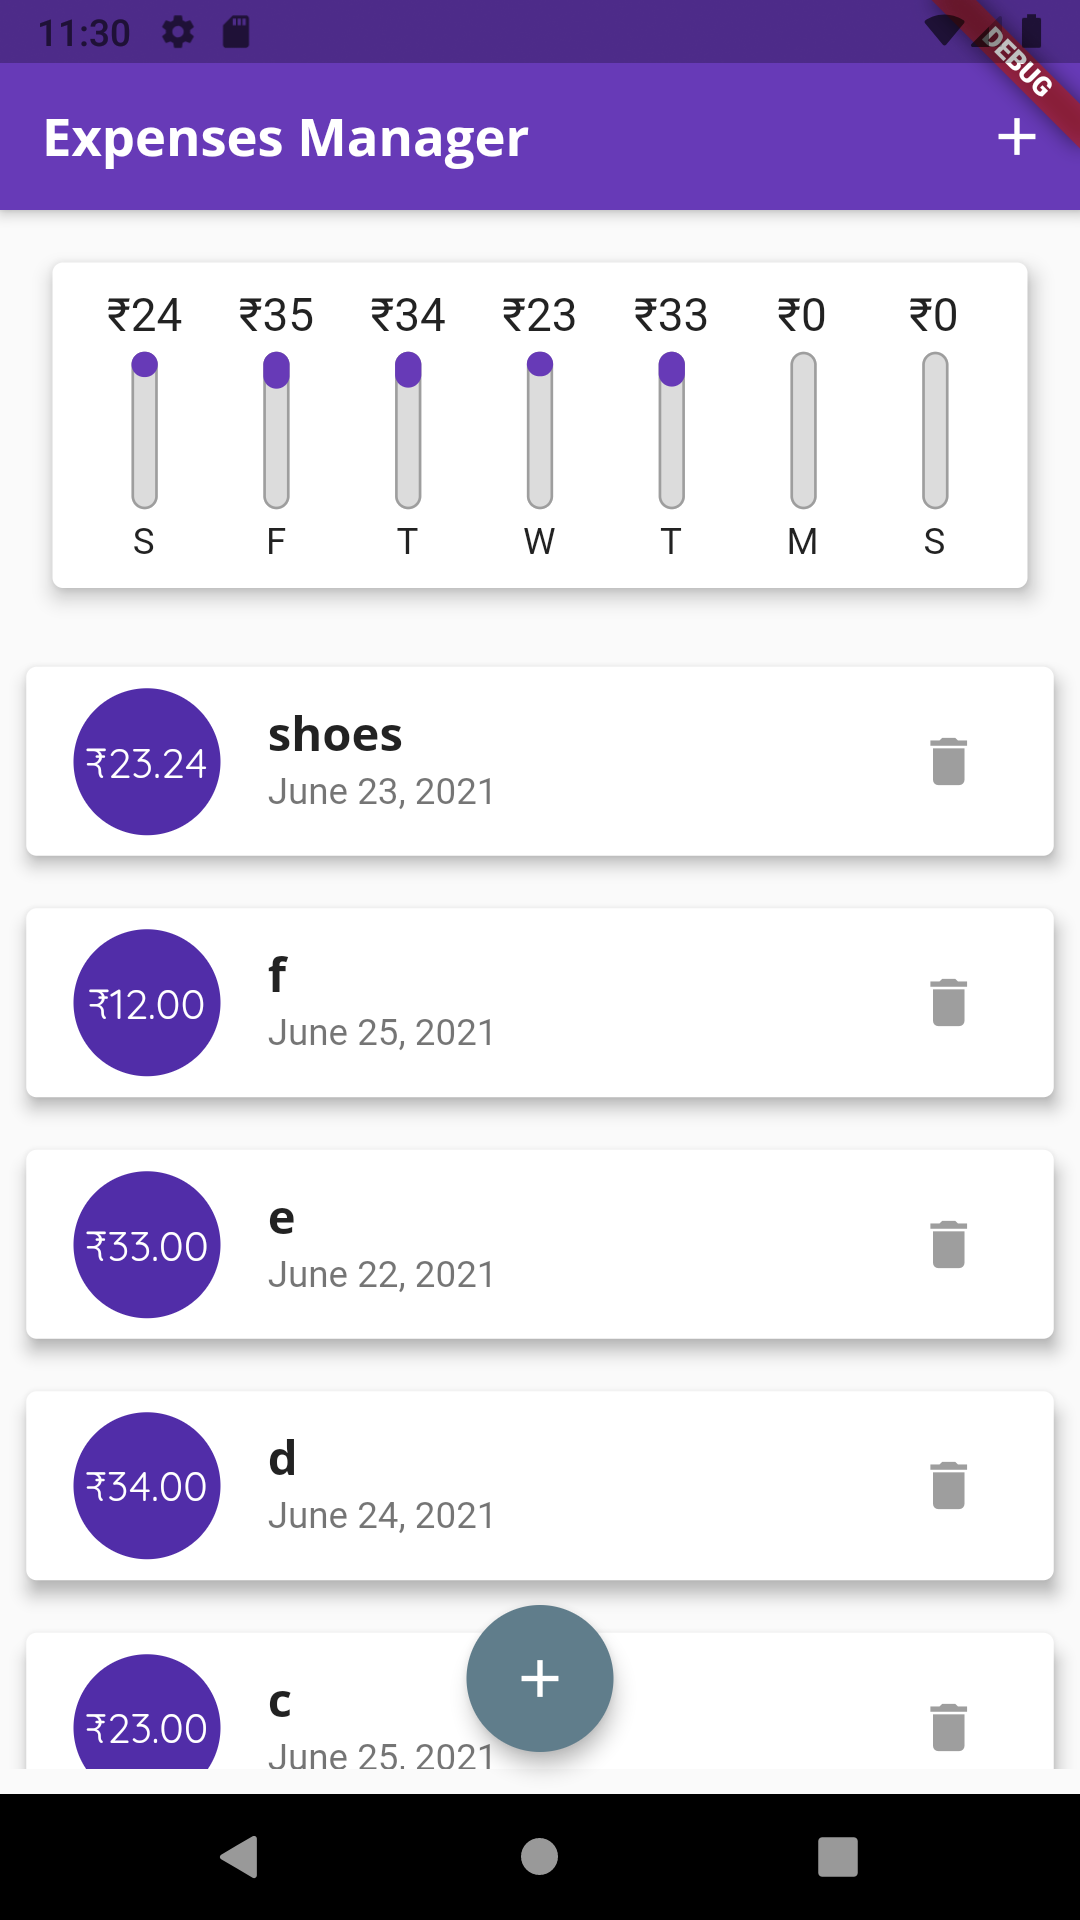 11:30
DEBUG
Expenses Manager
₹24 ₹35 ₹34 ₹23 ₹33 ₹0 ₹0
S F T W T M S
₹23.24
shoes
June 23, 2021
₹12.00
f
June 25, 2021
₹33.00
e
June 22, 2021
₹34.00
d
June 24, 2021
₹23.00
c
June 25, 2021